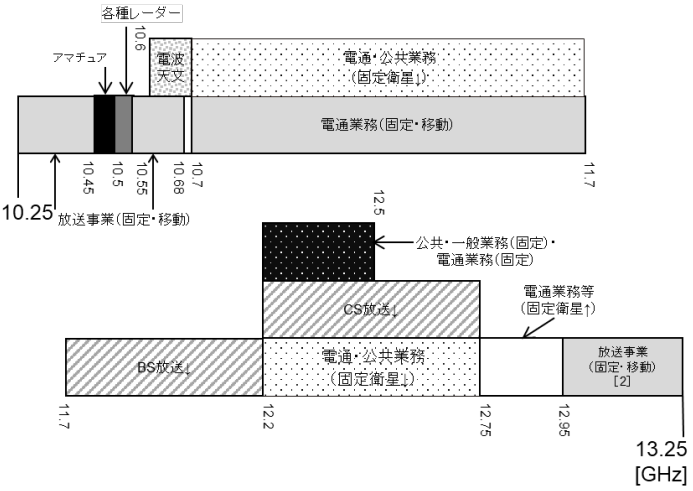 各種レーダー
10.6
アマチュア
電波
天文
電通・公共業務
(固定衛星↓)
電通業務(固定・移動)
10.25
10.45
10.5
10.55
10.68
10.7
11.7
放送事業(固定・移動)
12.5
公共・一般業務(固定)・
電通業務(固定)
電通業務等
(固定衛星↑)
CS放送↓
BS放送↓
電通・公共業務
(固定衛星↓)
放送事業
(固定・移動)
[2]
11.7
12.2
12.75
12.95
13.25
[GHz]